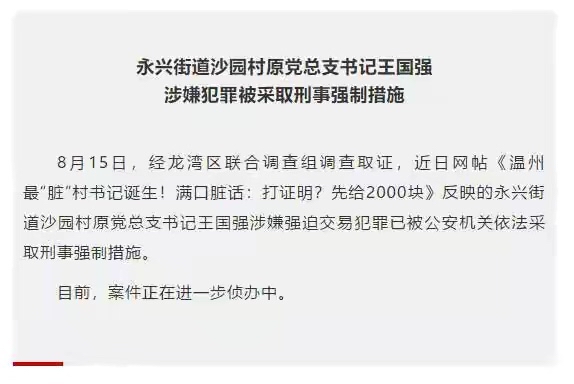 永兴街道沙园村原党总支书记王国强
涉嫌犯罪被采取刑事强制措施
8月15日，经龙湾区联合调查组调查取证，近日网帖《温州
最“脏”村书记诞生！满口脏话：打证明？先给2000块》反映的永兴街
道沙园村原党总支书记王国强涉嫌强迫交易犯罪已被公安机关依法采
取刑事强制措施。
目前，案件正在进一步侦办中。